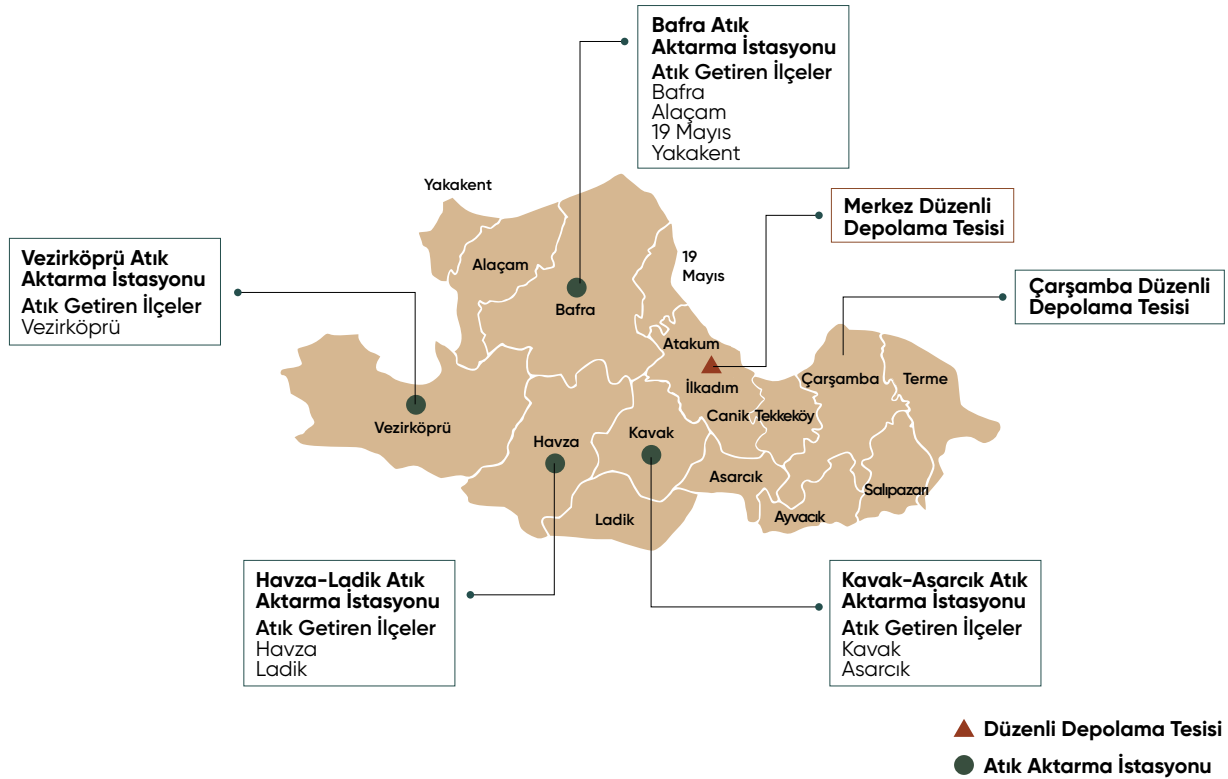 Bafra Atık
Aktarma İstasyonu
Atık Getiren İlçeler
Bafra
Alaçam
19 Mayıs
Yakakent
Merkez Düzenli
Depolama Tesisi
Çarşamba Düzenli
Depolama Tesisi
Vezirköprü Atık
Aktarma İstasyonu
Atık Getiren İlçeler
Vezirköprü
Yakakent
Alaçam
Bafra
19
Mayıs
Atakum
İlkadım
Canik
Tekkeköy
Çarşamba
Terme
Vezirköprü
Havza
Kavak
Asarcık
Ladik
Ayvacık
Salıpazarı
Havza-Ladik Atık
Aktarma İstasyonu
Atık Getiren İlçeler
Havza
Ladik
Kavak-Asarcık Atık
Aktarma İstasyonu
Atık Getiren İlçeler
Kavak
Asarcık
Düzenli Depolama Tesisi
Atık Aktarma İstasyonu